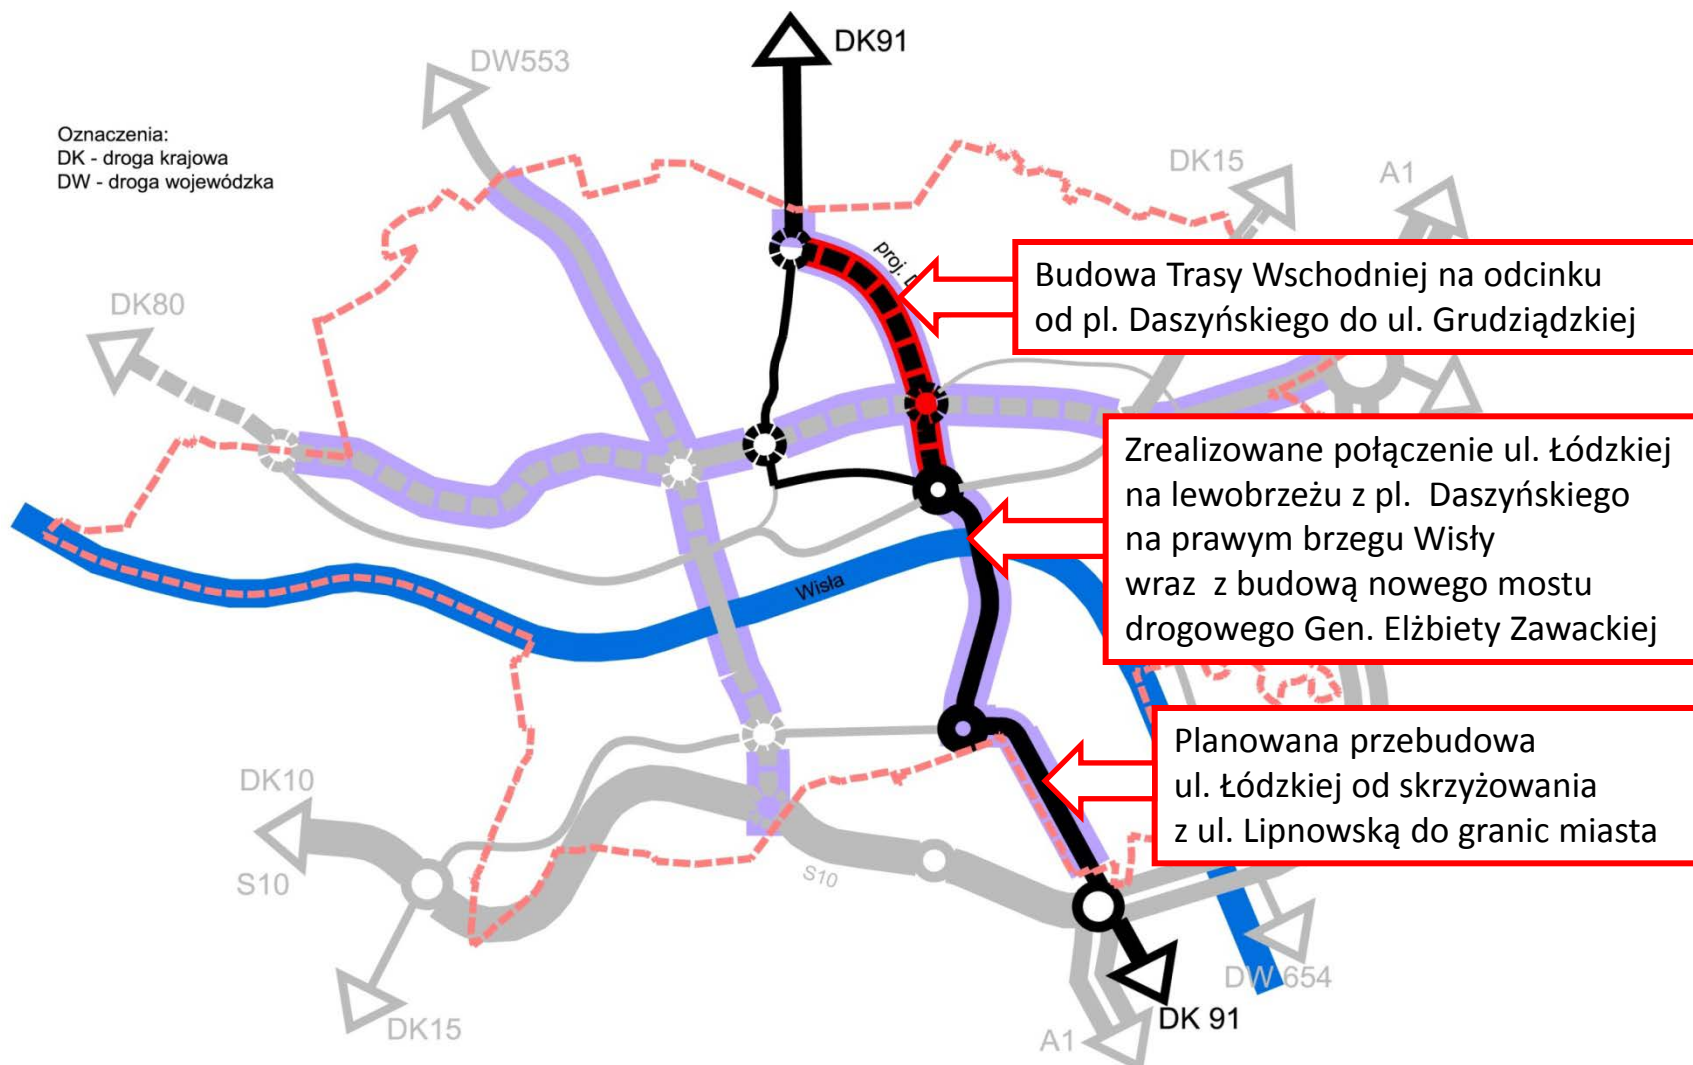 DK91
DW553
Oznaczenia:
DK - droga krajowa
DW - droga wojewódzka
DK15
A1
proj. D
Budowa Trasy Wschodniej na odcinku
od pl. Daszyńskiego do ul. Grudziądzkiej
DK80
Zrealizowane połączenie ul. Łódzkiej
na lewobrzeżu z pl. Daszyńskiego
na prawym brzegu Wisły
wraz z budową nowego mostu
drogowego Gen. Elżbiety Zawackiej
Wisła
Planowana przebudowa
ul. Łódzkiej od skrzyżowania
z ul. Lipnowską do granic miasta
DK10
S10
S10
DW 654
DK15
DK 91
A1